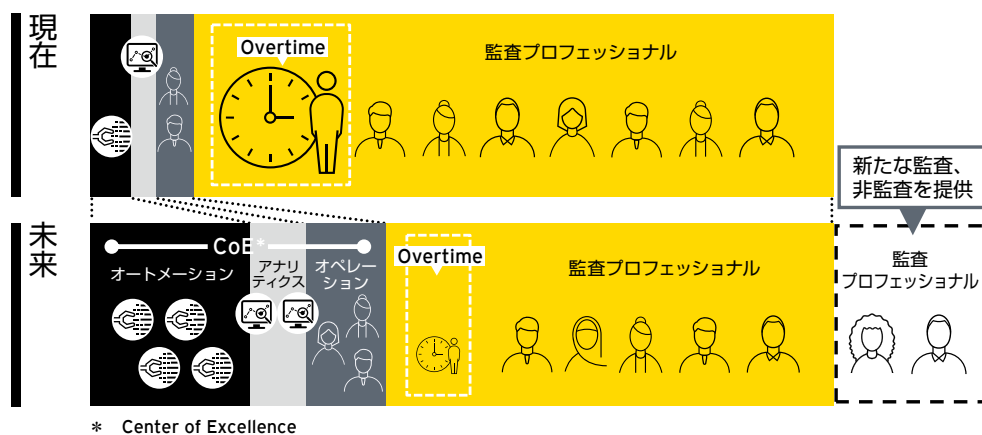 現在
Overtime
監査プロフェッショナル
新たな監査、
非監査を提供
未来
CoE*
オートメーション
アナリ
ティクス
オペレー
ション
Overtime
監査プロフェッショナル
監査
プロフェッショナル
* Center of Excellence